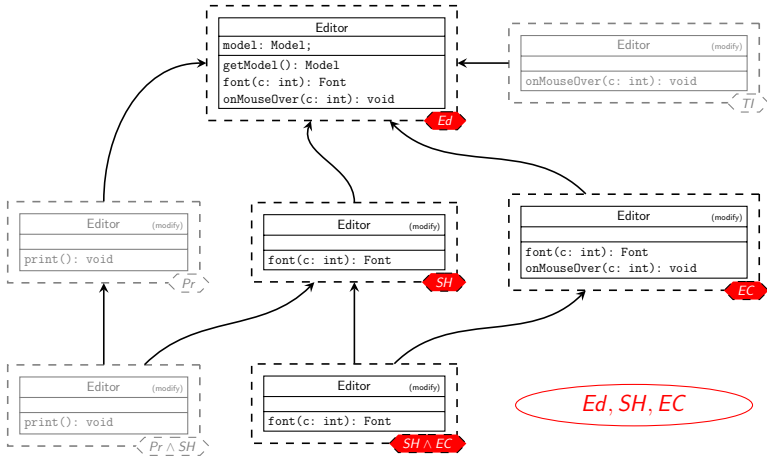 Editor
model: Model;
getModel(): Model
font(c: int): Font
onMouseOver(c: int): void
Ed
Editor (modify)
onMouseOver(c: int): void
TI
Editor (modify)
print(): void
Pr
Editor (modify)
font(c: int): Font
SH
Editor (modify)
font(c: int): Font
onMouseOver(c: int): void
EC
Editor (modify)
print(): void
Pr ∧ SH
Editor (modify)
font(c: int): Font
SH ∧ EC
Ed, SH, EC